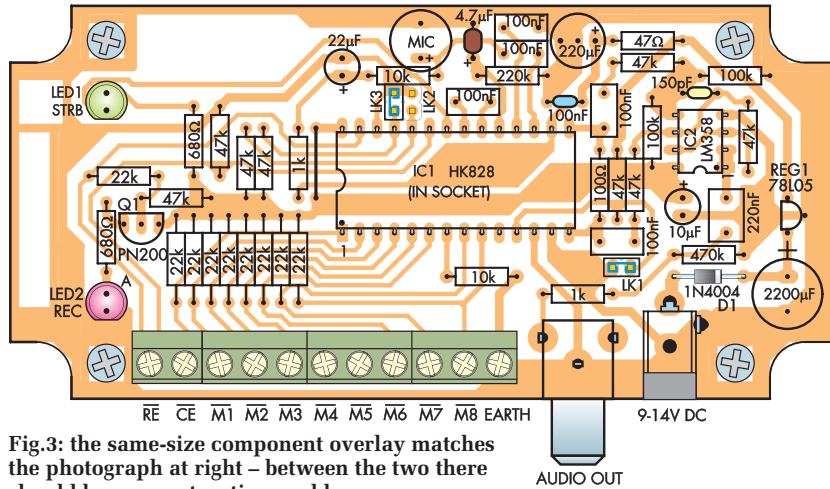 4.7µF
100nF
MIC
100nF
220µF
47Ω
22µF
47k
10k
220k
150pF
100k
LED1
STRB
LK3
LK2
100nF
100nF
100nF
680Ω
47k
47k
47k
1k
IC1 HK828
(IN SOCKET)
100k
IC2
LM358
47k
REG1
78L05
22k
47k
100Ω
47k
47k
10µF
220nF
Q1
PN200
680Ω
1
22k
22k
22k
22k
22k
22k
22k
22k
100nF
470k
LK1
10k
1N4004
D1
2200µF
A
LED2
REC
1k
RE CE M1 M2 M3 M4 M5 M6 M7 M8 EARTH
9-14V DC
AUDIO OUT
Fig.3: the same-size component overlay matches
the photograph at right – between the two there